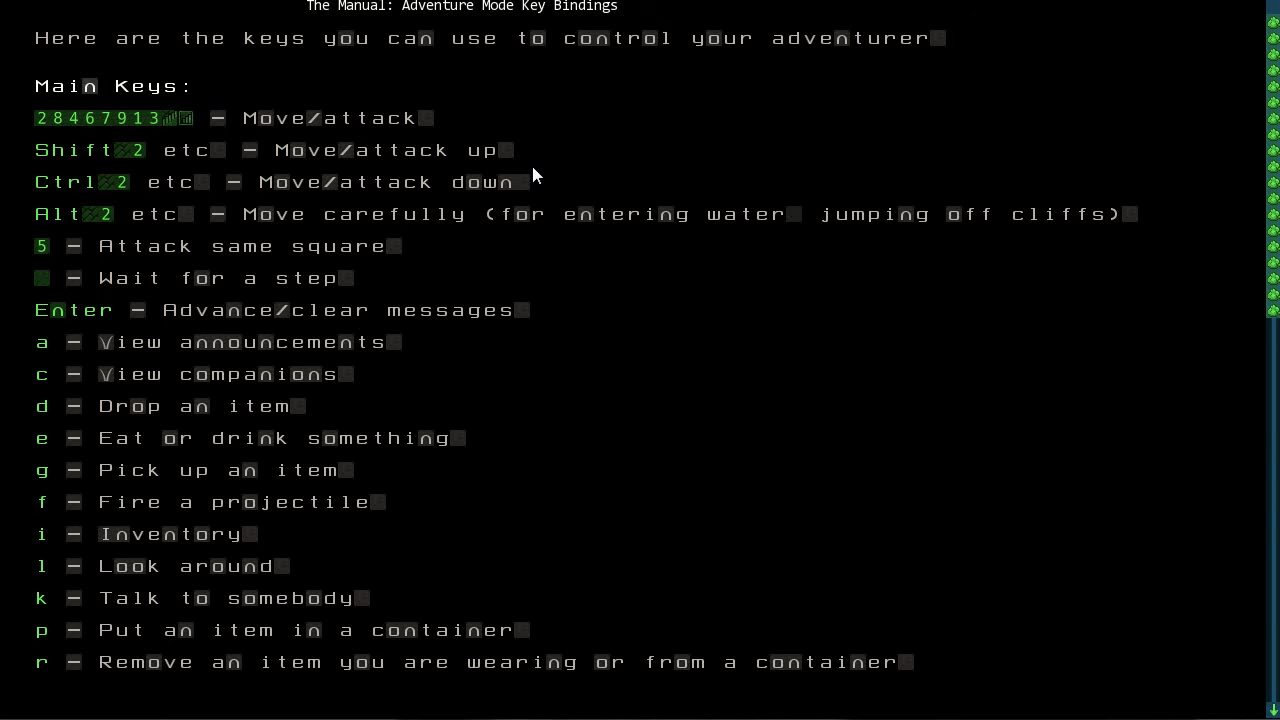 The Manual: Adventure Mode Key Bindings
Here are the keys you can use to control your adventurer
Main Keys:
28467913 — Move/attack
Shift 2 etc — Move/attack up
Ctrl 2 etc — Move/attack down
Alt 2 etc — Move carefully (for entering water jumping off cliffs)
5 — Attack same square
— Wait for a step
Enter — Advance/clear messages
a — View announcements
c — View companions
d — Drop an item
e — Eat or drink something
g — Pick up an item
f — Fire a projectile
i — Inventory
l — Look around
k — Talk to somebody
p — Put an item in a container
r — Remove an item you are wearing or from a container